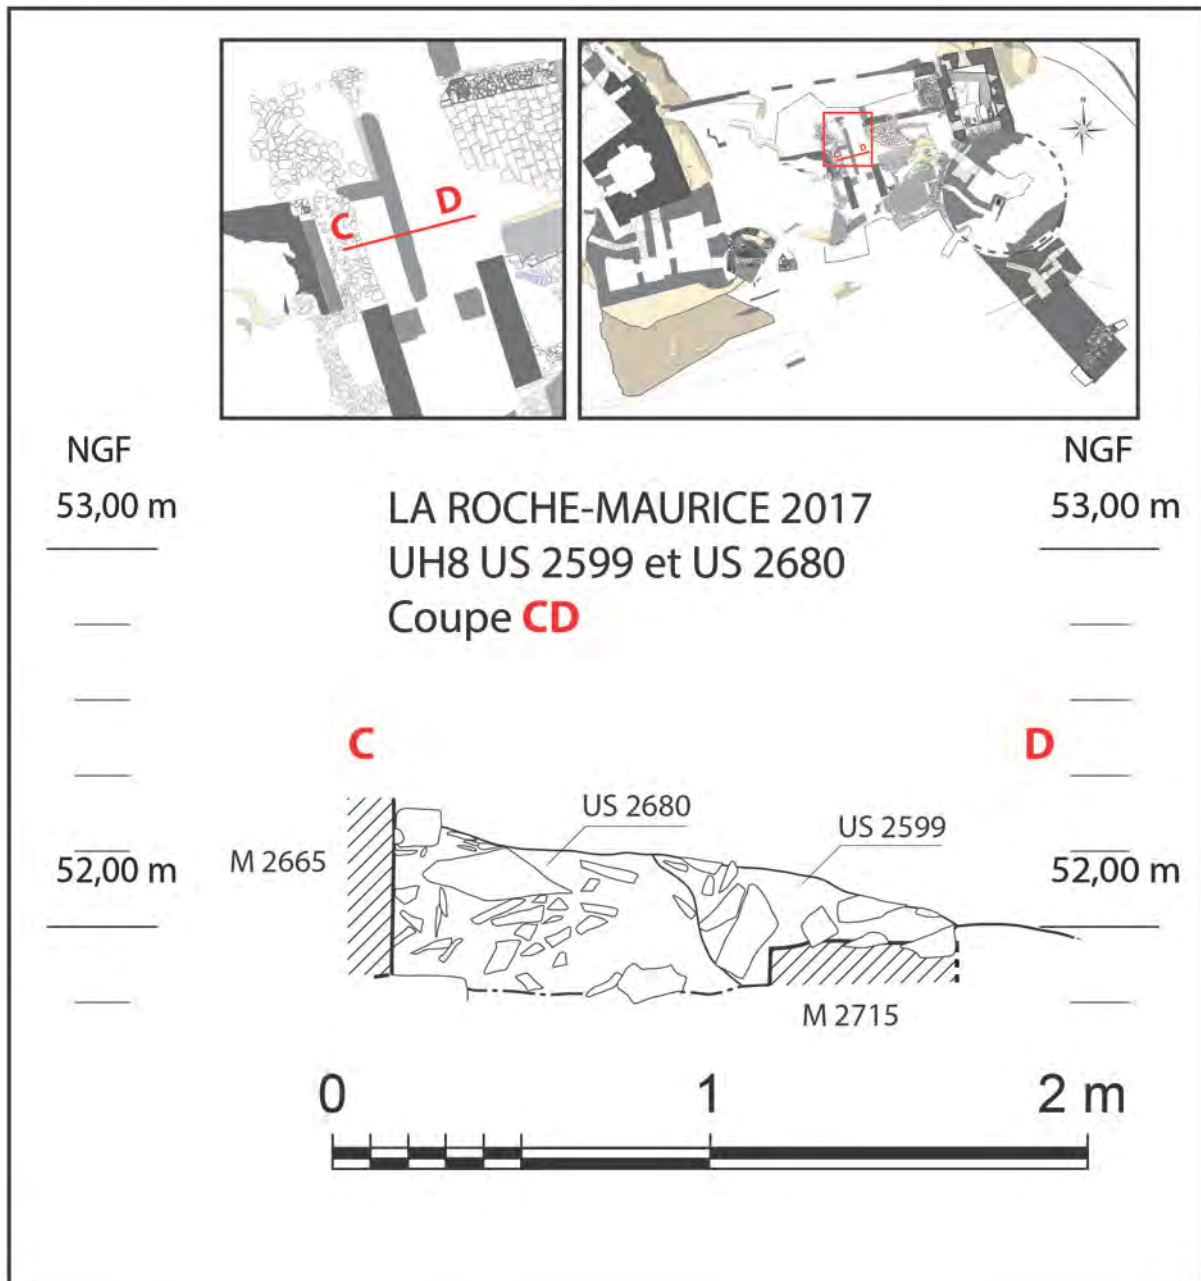 C
D
C D
N
NGF
53,00 m
NGF
53,00 m
LA ROCHE-MAURICE 2017
UH8 US 2599 et US 2680
Coupe CD
C
D
US 2680
US 2599
M 2665
52,00 m
52,00 m
M 2715
0 1 2 m